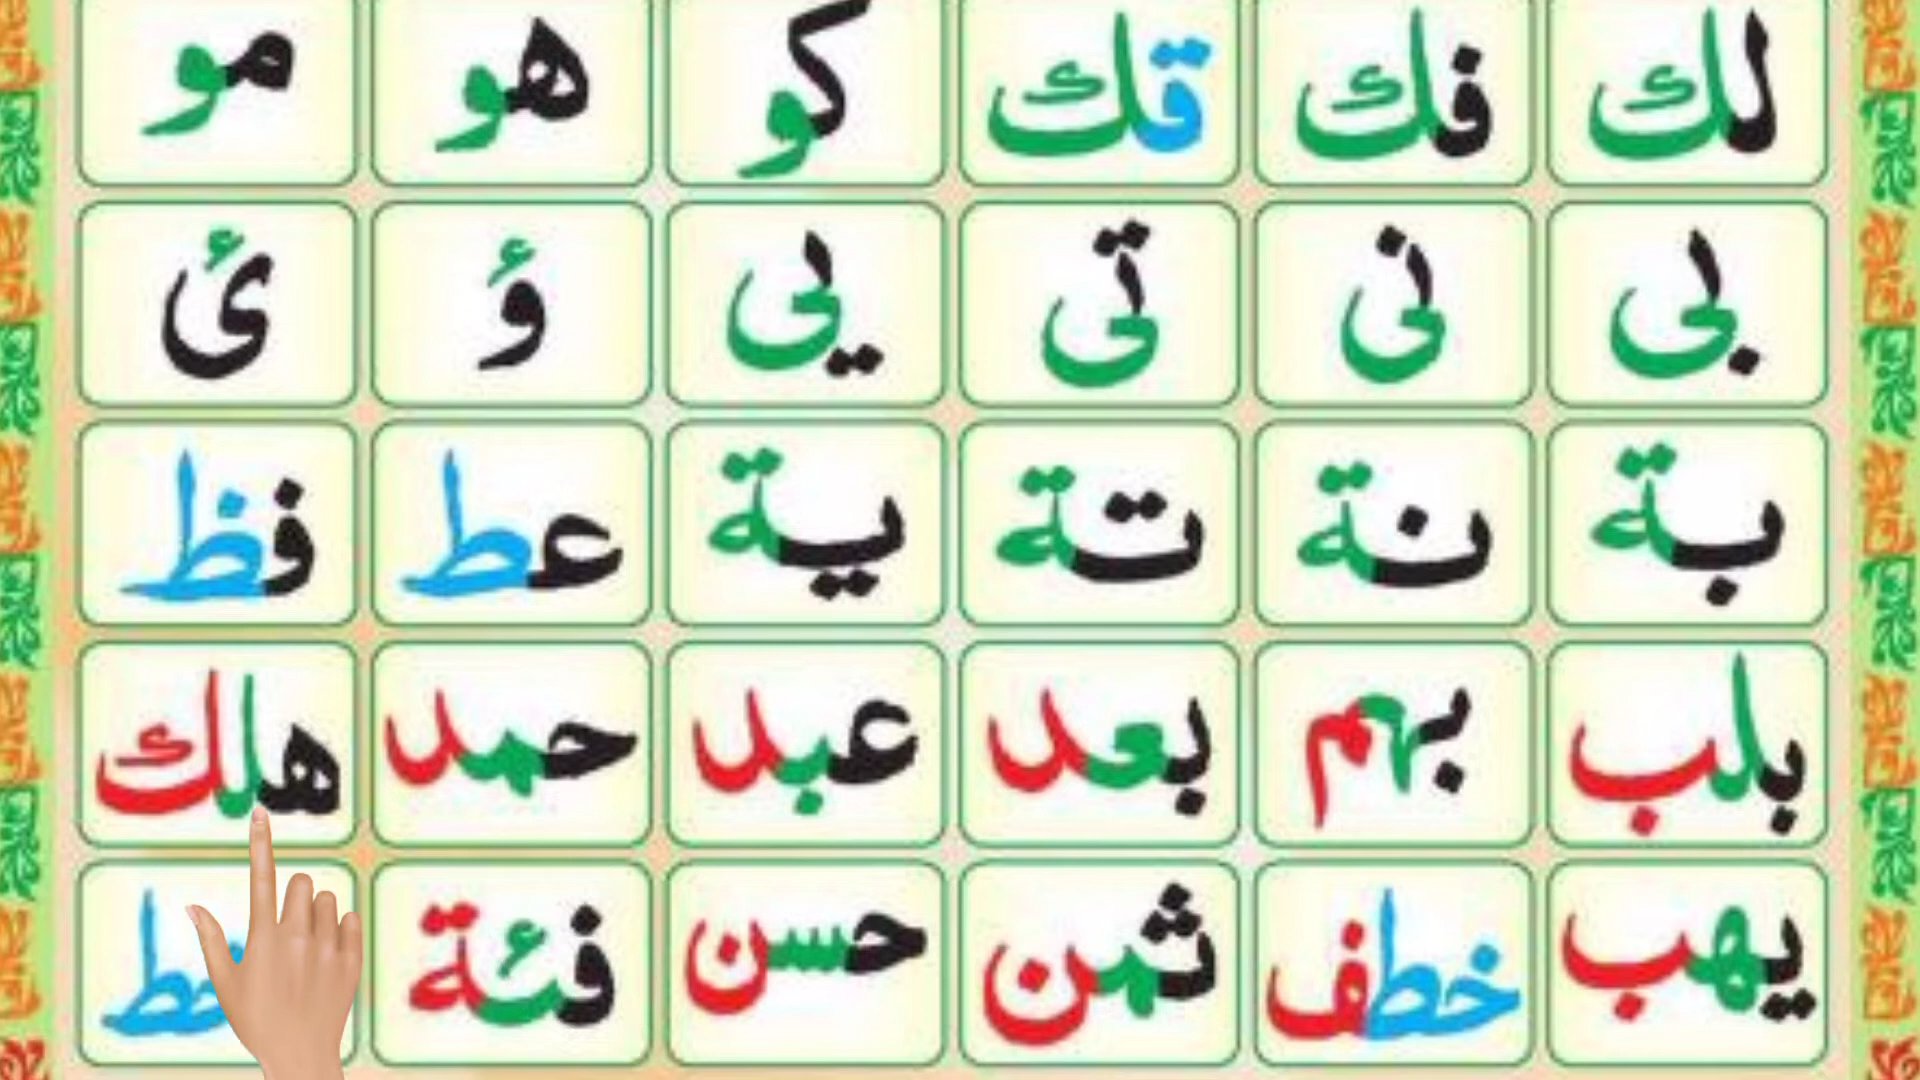 لك فك قك كو هو مو
بى نى تى يى ؤ ئ
بة نة تة ية عط فظ
بلب بهم بعد عبد حمد هلك
يهب خطف ثمن حسن فئة